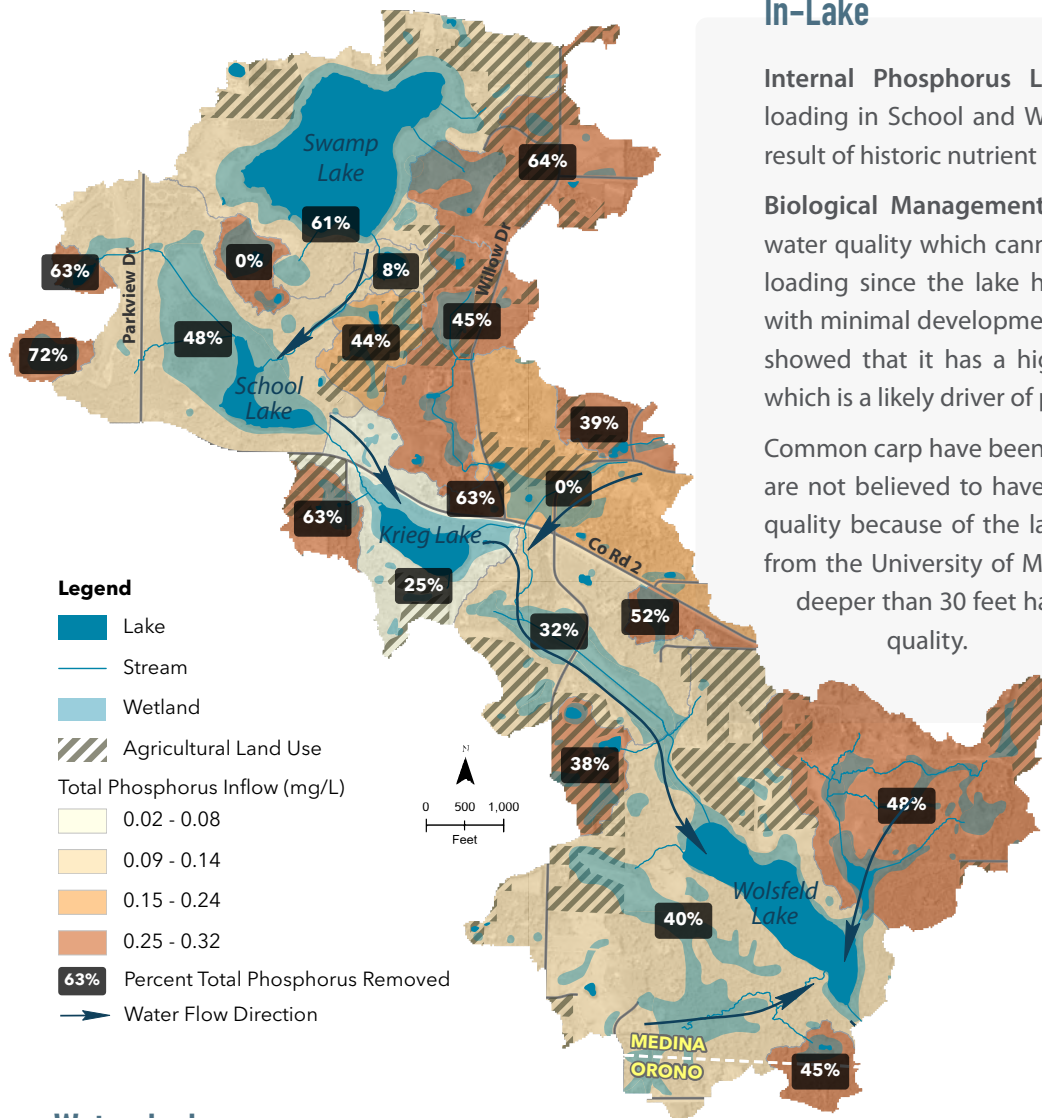 In-Lake
Internal Phosphorus L
loading in School and W
result of historic nutrient
Biological Management
water quality which cann
loading since the lake h
with minimal developme
showed that it has a hig
which is a likely driver of p
Common carp have been
are not believed to have
quality because of the la
from the University of M
deeper than 30 feet ha
quality.
Swamp
Lake
64%
61%
0%
8%
63%
Parkview Dr
Willow Dr
45%
48%
44%
72%
School
Lake
39%
0%
63%
63%
Krieg Lake
Co Rd 2
25%
52%
32%
38%
48%
Wolsfeld
Lake
40%
MEDINA
ORONO
45%
Legend
Lake
Stream
Wetland
Agricultural Land Use
Total Phosphorus Inflow (mg/L)
0.02 - 0.08
0.09 - 0.14
0.15 - 0.24
0.25 - 0.32
63% Percent Total Phosphorus Removed
Water Flow Direction
N
0 500 1,000
Feet